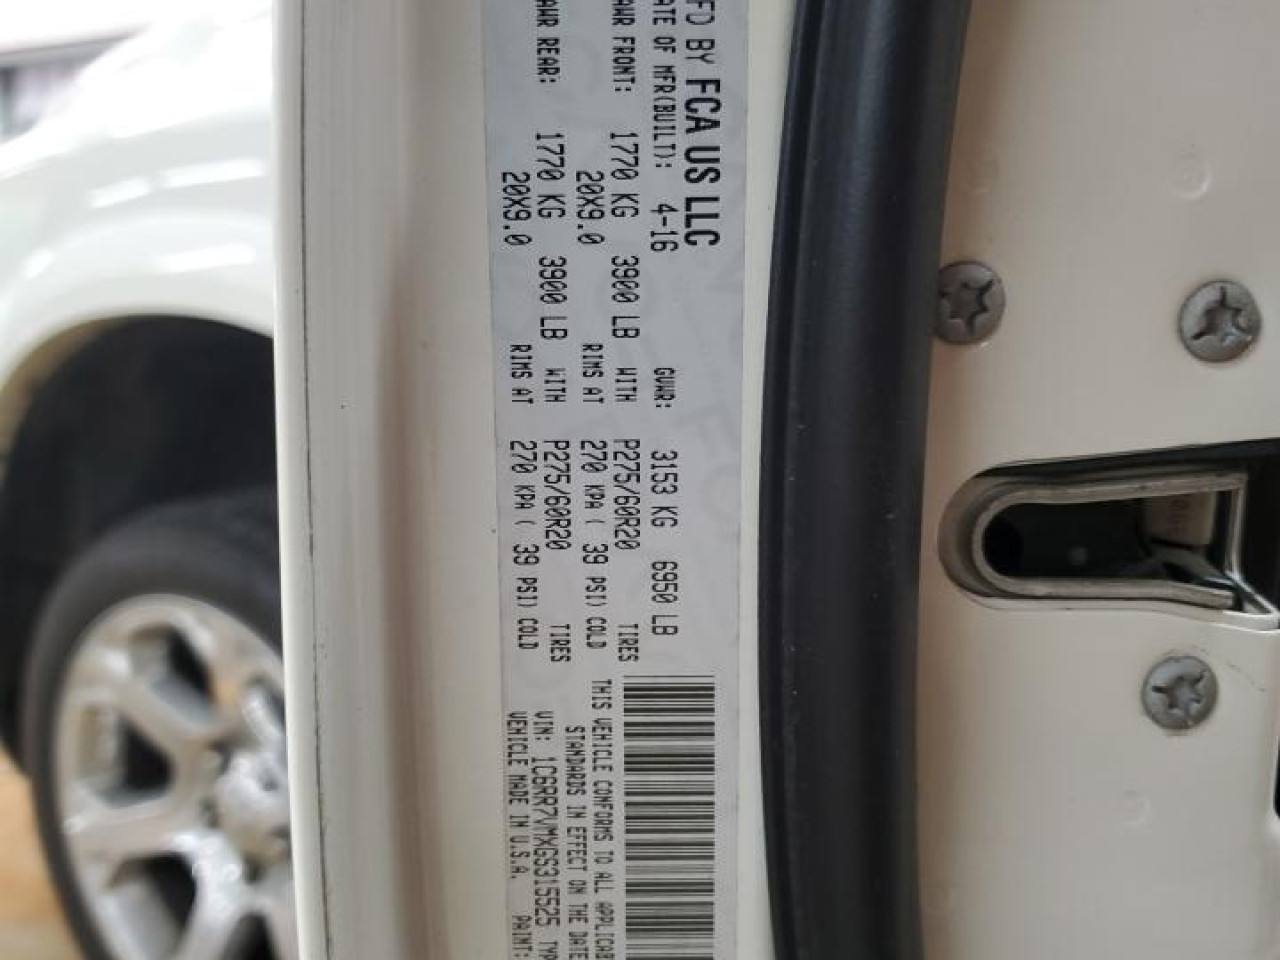 FD BY FCA US LLC
ATE OF MFR(BUILT): 4-16 GVWR: 3153 KG 6950 LB
AWR FRONT: 1770 KG 3900 LB WITH P275/60R20 TIRES
20X9.0 RIMS AT 270 KPA ( 39 PSI) COLD
AWR REAR: 1770 KG 3900 LB WITH P275/60R20 TIRES
20X9.0 RIMS AT 270 KPA ( 39 PSI) COLD
THIS VEHICLE CONFORMS TO ALL APPLICAB
STANDARDS IN EFFECT ON THE DATE
VIN: 1C6RR7VMXGS315525 TYP
VEHICLE MADE IN U.S.A. PAINT: